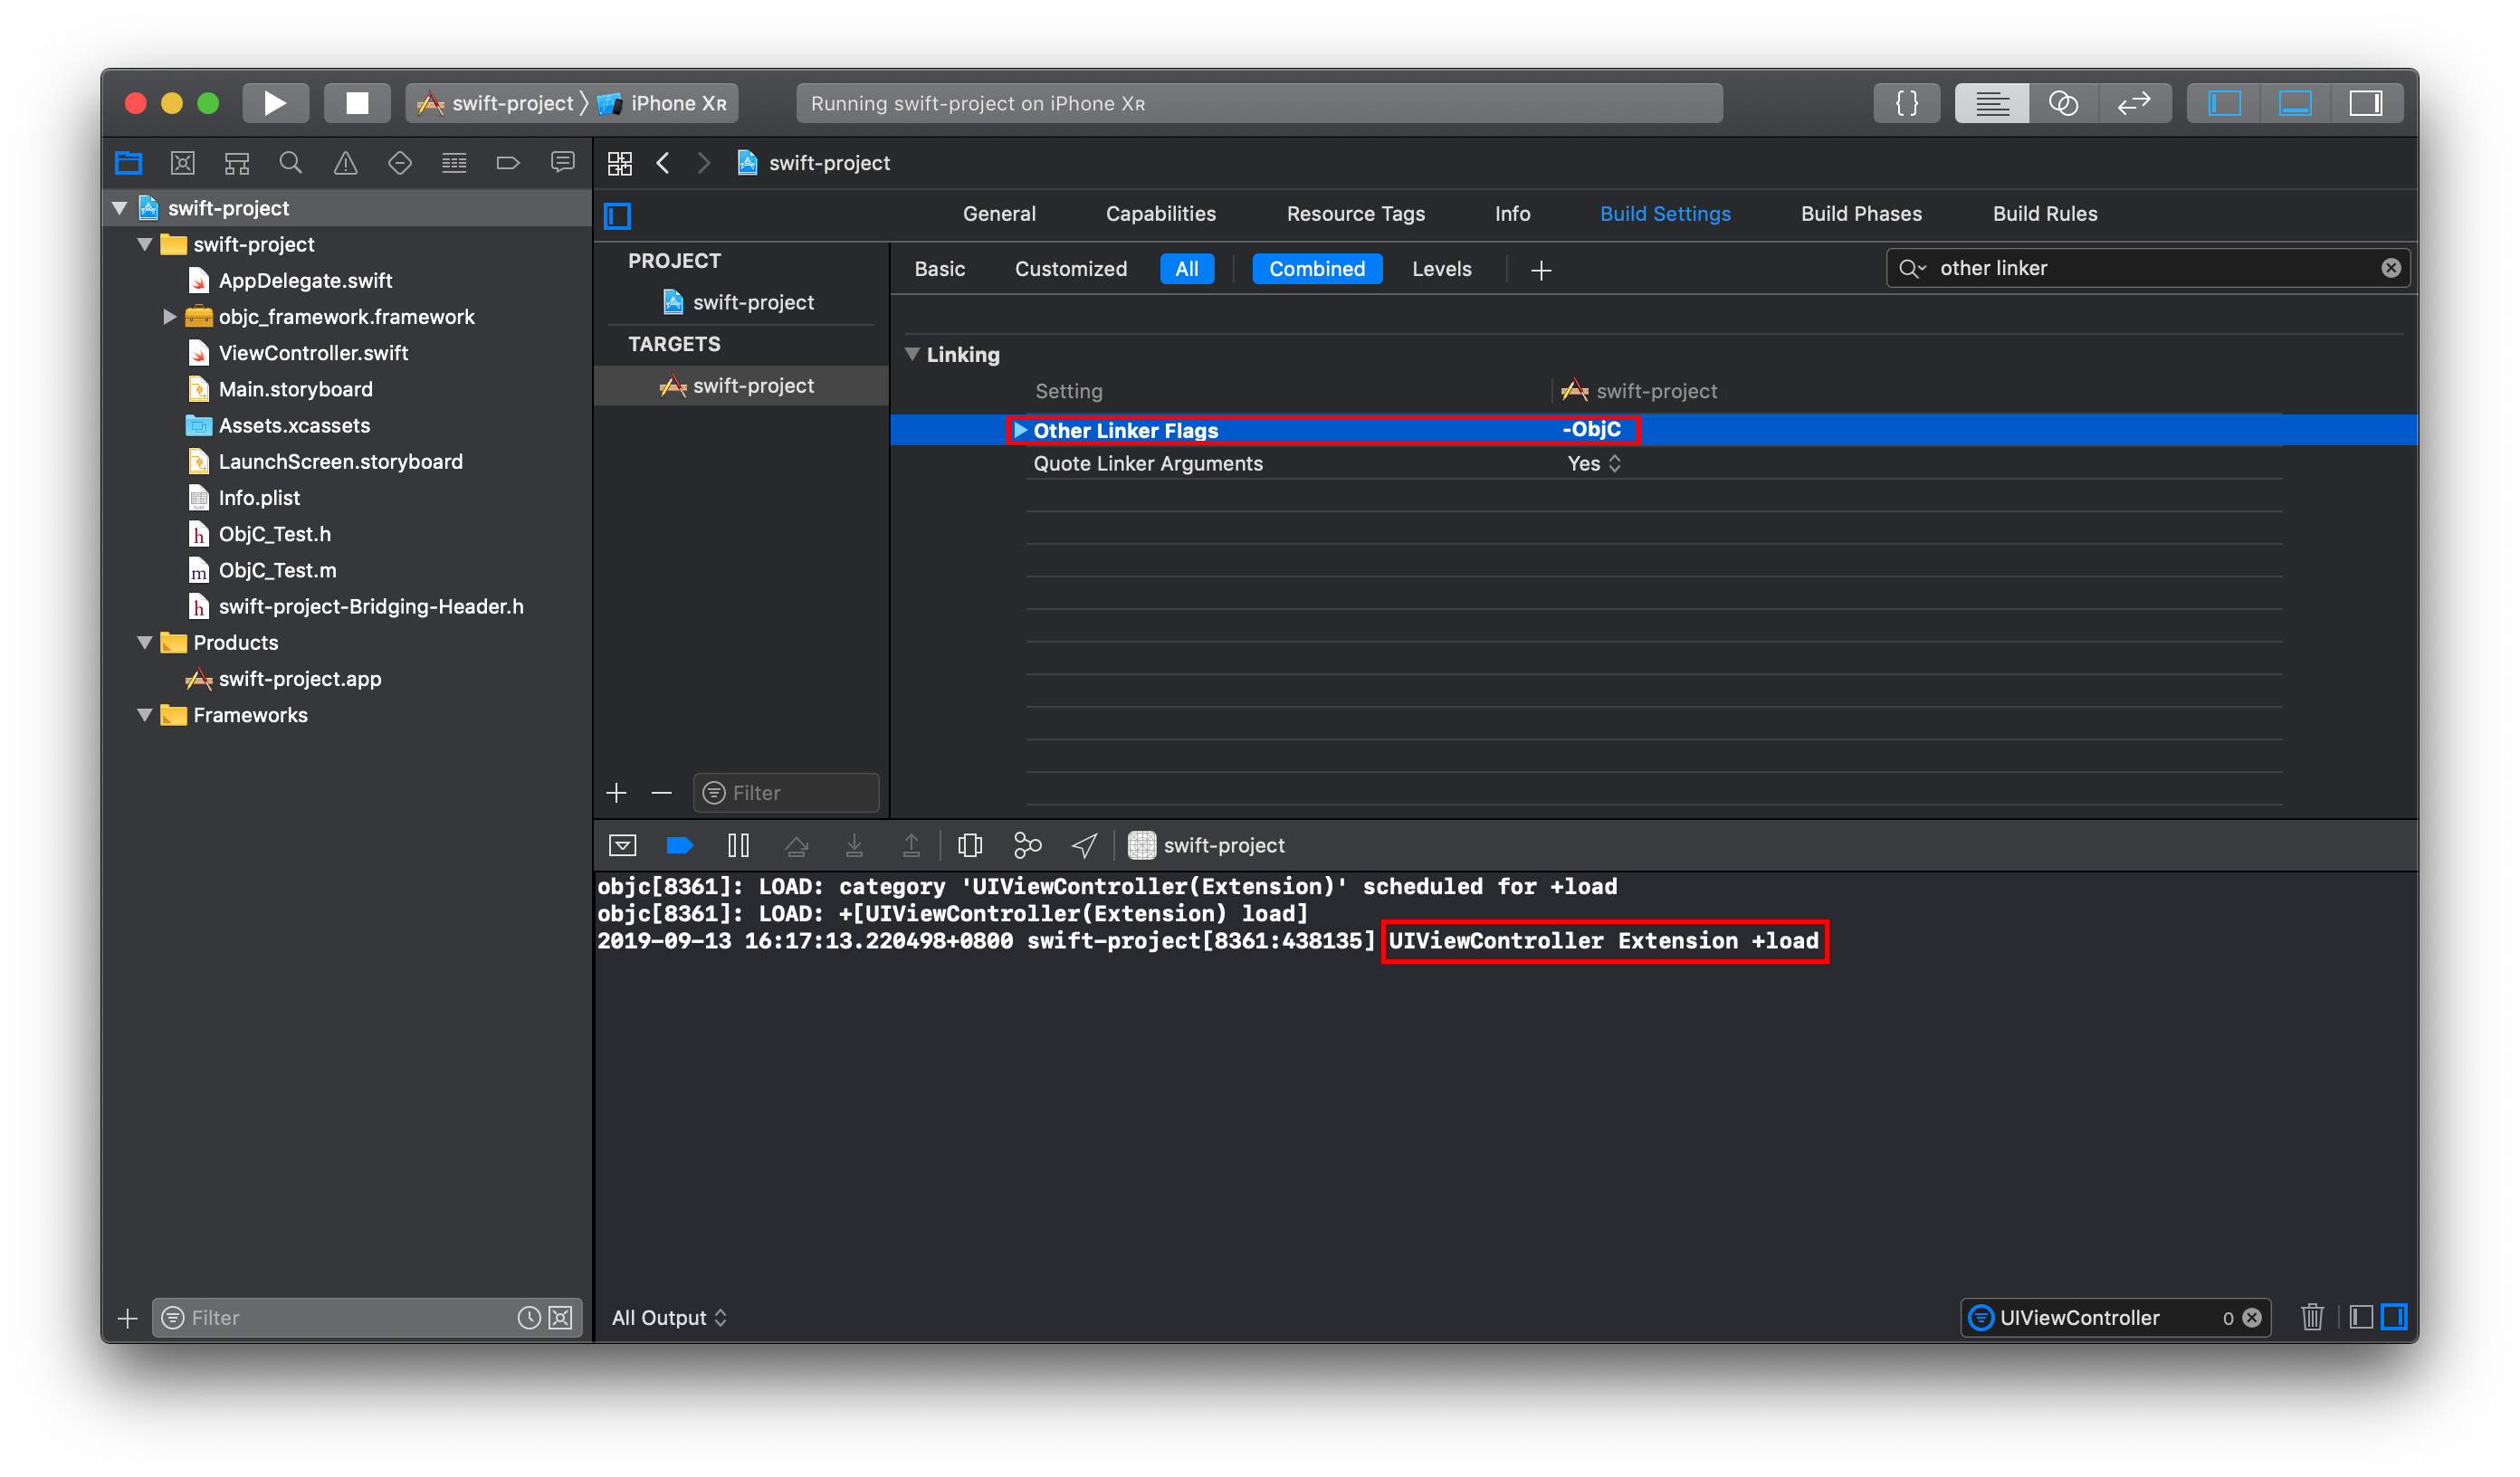 swift-project
iPhone XR
Running swift-project on iPhone XR
{ }
swift-project
swift-project
swift-project
AppDelegate.swift
objc_framework.framework
ViewController.swift
Main.storyboard
Assets.xcassets
LaunchScreen.storyboard
Info.plist
h ObjC_Test.h
m ObjC_Test.m
h swift-project-Bridging-Header.h
Products
swift-project.app
Frameworks
Filter
General Capabilities Resource Tags Info Build Settings Build Phases Build Rules
PROJECT
swift-project
TARGETS
swift-project
Filter
Basic Customized All Combined Levels
other linker
Linking
Setting swift-project
Other Linker Flags -ObjC
Quote Linker Arguments Yes
swift-project
objc[8361]: LOAD: category 'UIViewController(Extension)' scheduled for +load
objc[8361]: LOAD: +[UIViewController(Extension) load]
2019-09-13 16:17:13.220498+0800 swift-project[8361:438135] UIViewController Extension +load
All Output
UIViewController 0